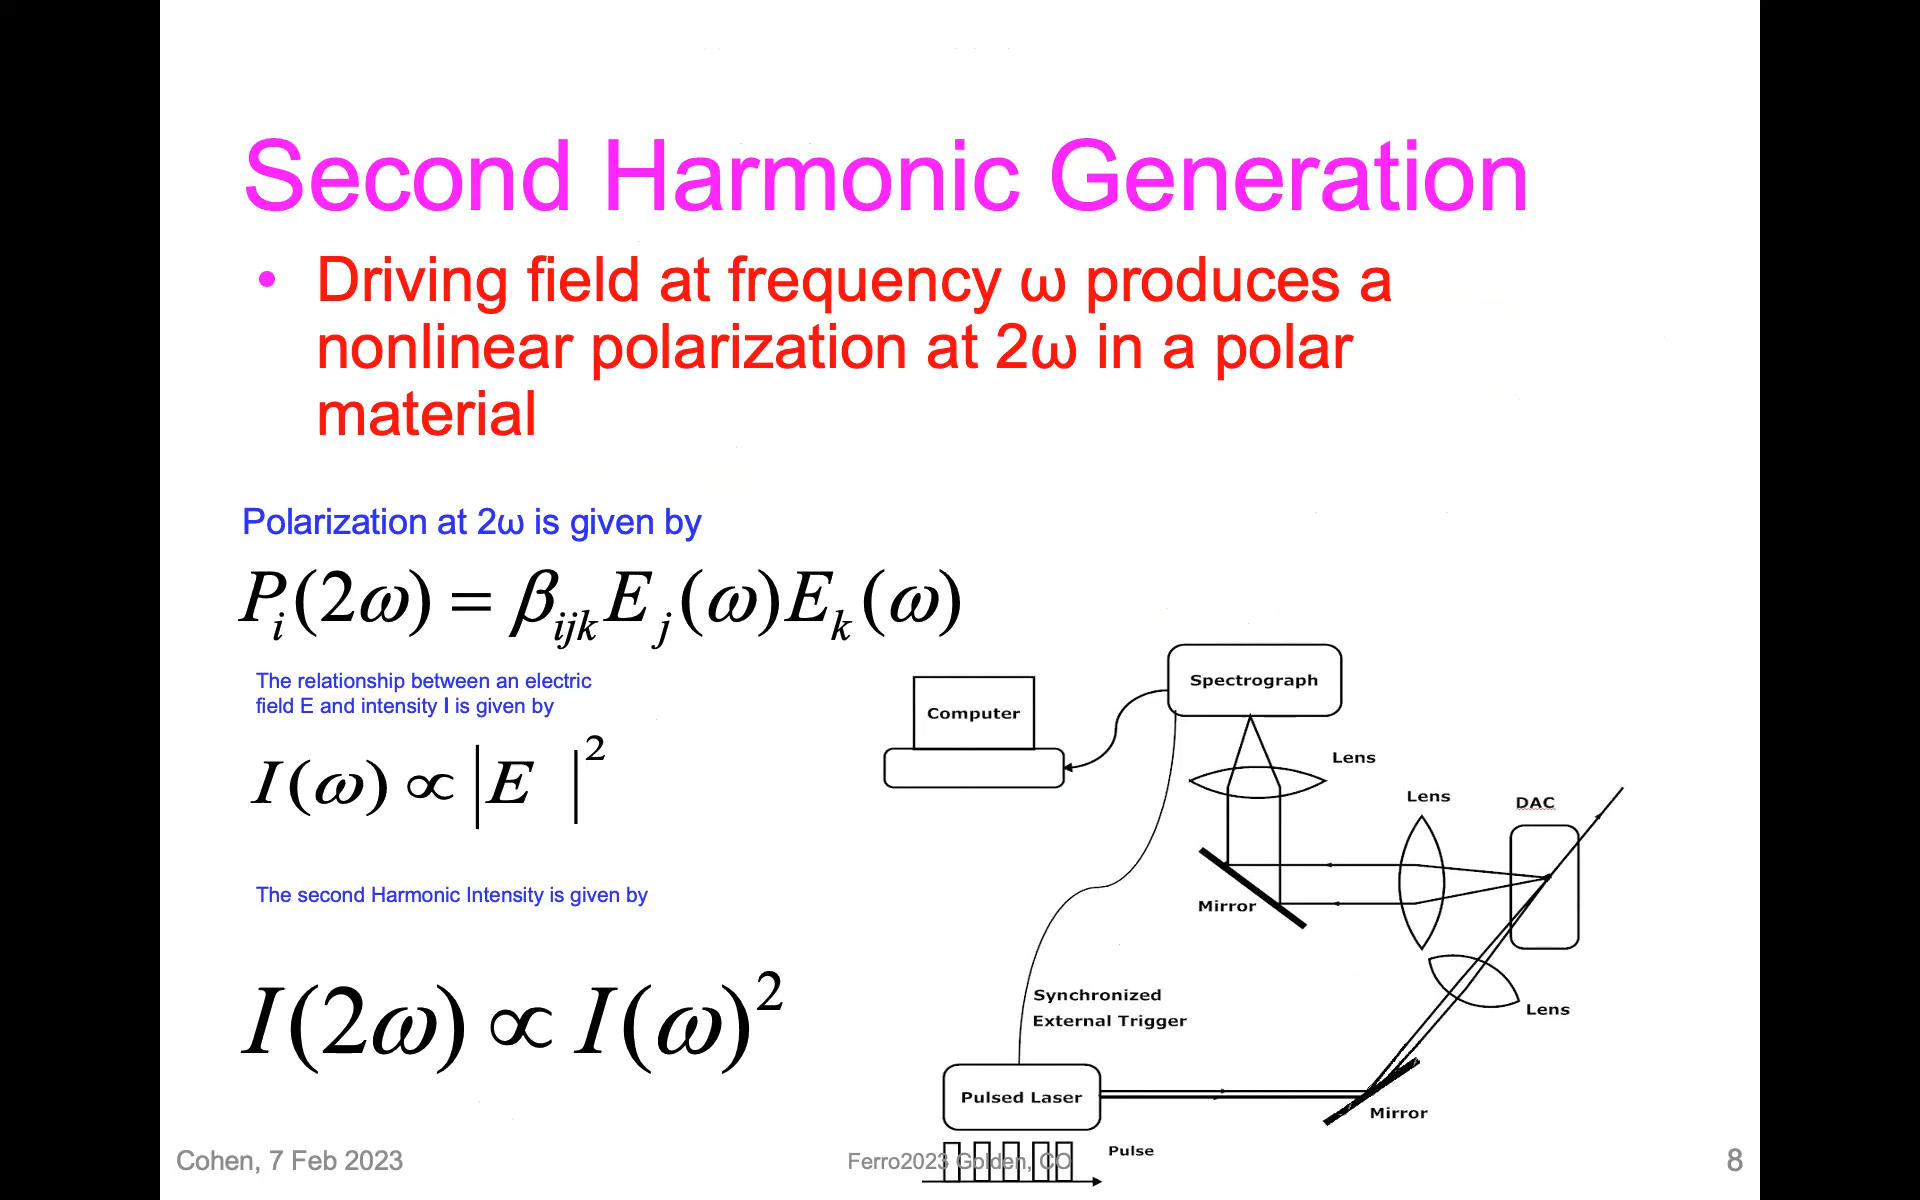 Second Harmonic Generation
• Driving field at frequency ω produces a
nonlinear polarization at 2ω in a polar
material
Polarization at 2ω is given by
P_i(2ω) = β_ijk E_j(ω)E_k(ω)
The relationship between an electric
field E and intensity I is given by
I(ω) ∝ |E |²
The second Harmonic Intensity is given by
I(2ω) ∝ I(ω)²
Spectrograph
Computer
Lens
Lens
DAC
Mirror
Lens
Synchronized
External Trigger
Pulsed Laser
Mirror
Pulse
Cohen, 7 Feb 2023
Ferro2023 Golden, CO
8